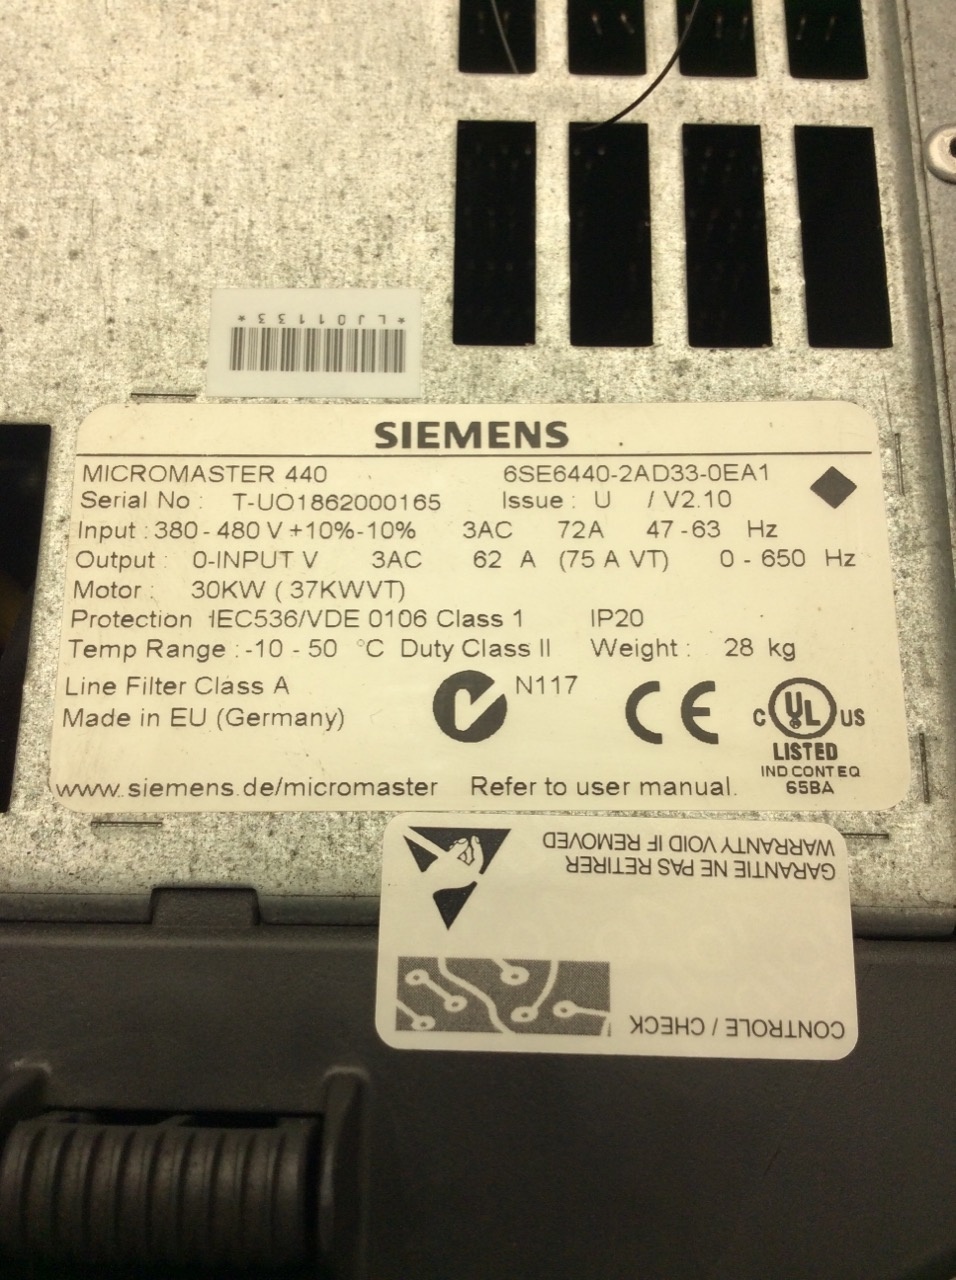 *LJ01133*
SIEMENS
MICROMASTER 440 6SE6440-2AD33-0EA1
Serial No : T-UO1862000165 Issue : U / V2.10
Input : 380 - 480 V +10%-10% 3AC 72A 47 -63 Hz
Output : 0-INPUT V 3AC 62 A (75 A VT) 0 - 650 Hz
Motor : 30KW ( 37KWVT)
Protection IEC536/VDE 0106 Class 1 IP20
Temp Range : -10 - 50 °C Duty Class II Weight : 28 kg
Line Filter Class A N117
Made in EU (Germany) CE C UL US
LISTED
IND CONT EQ
65BA
www.siemens.de/micromaster Refer to user manual.
CONTROLE / CHECK
GARANTIE NE PAS RETIRER
WARRANTY VOID IF REMOVED